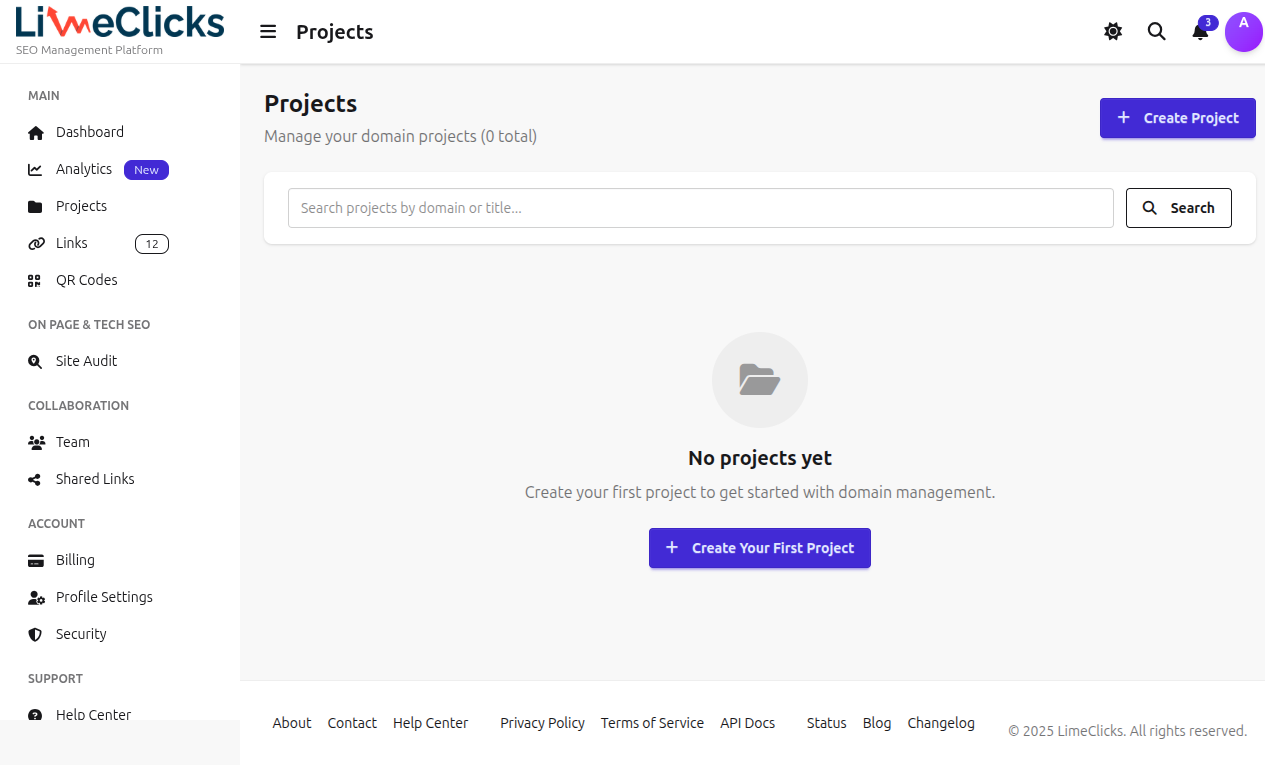 LimeClicks
SEO Management Platform
Projects
3
A
MAIN
Dashboard
Analytics New
Projects
Links 12
QR Codes
ON PAGE & TECH SEO
Site Audit
COLLABORATION
Team
Shared Links
ACCOUNT
Billing
Profile Settings
Security
SUPPORT
Help Center
Projects
Manage your domain projects (0 total)
Create Project
Search projects by domain or title...
Search
No projects yet
Create your first project to get started with domain management.
Create Your First Project
About Contact Help Center Privacy Policy Terms of Service API Docs Status Blog Changelog
© 2025 LimeClicks. All rights reserved.